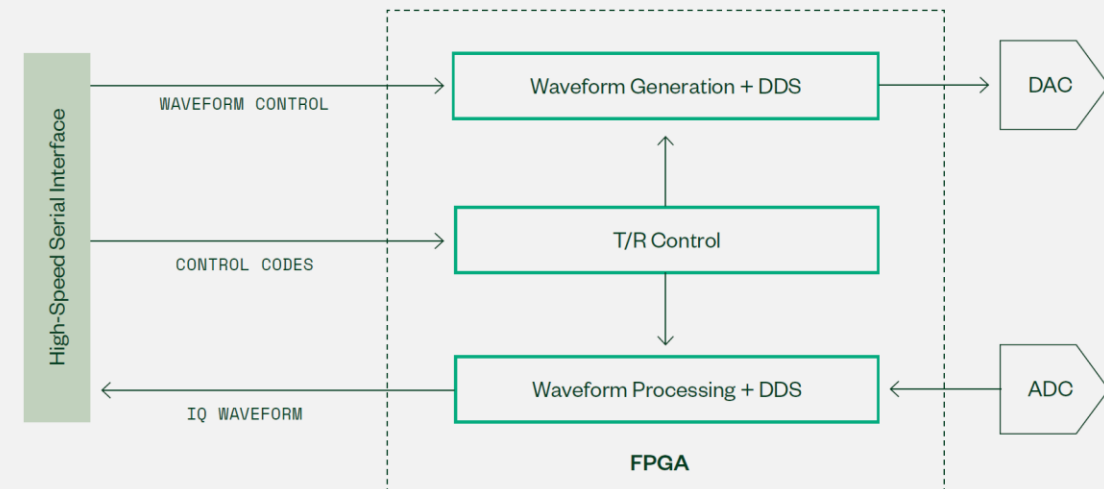 High-Speed Serial Interface
WAVEFORM CONTROL
Waveform Generation + DDS
DAC
CONTROL CODES
T/R Control
IQ WAVEFORM
Waveform Processing + DDS
ADC
FPGA